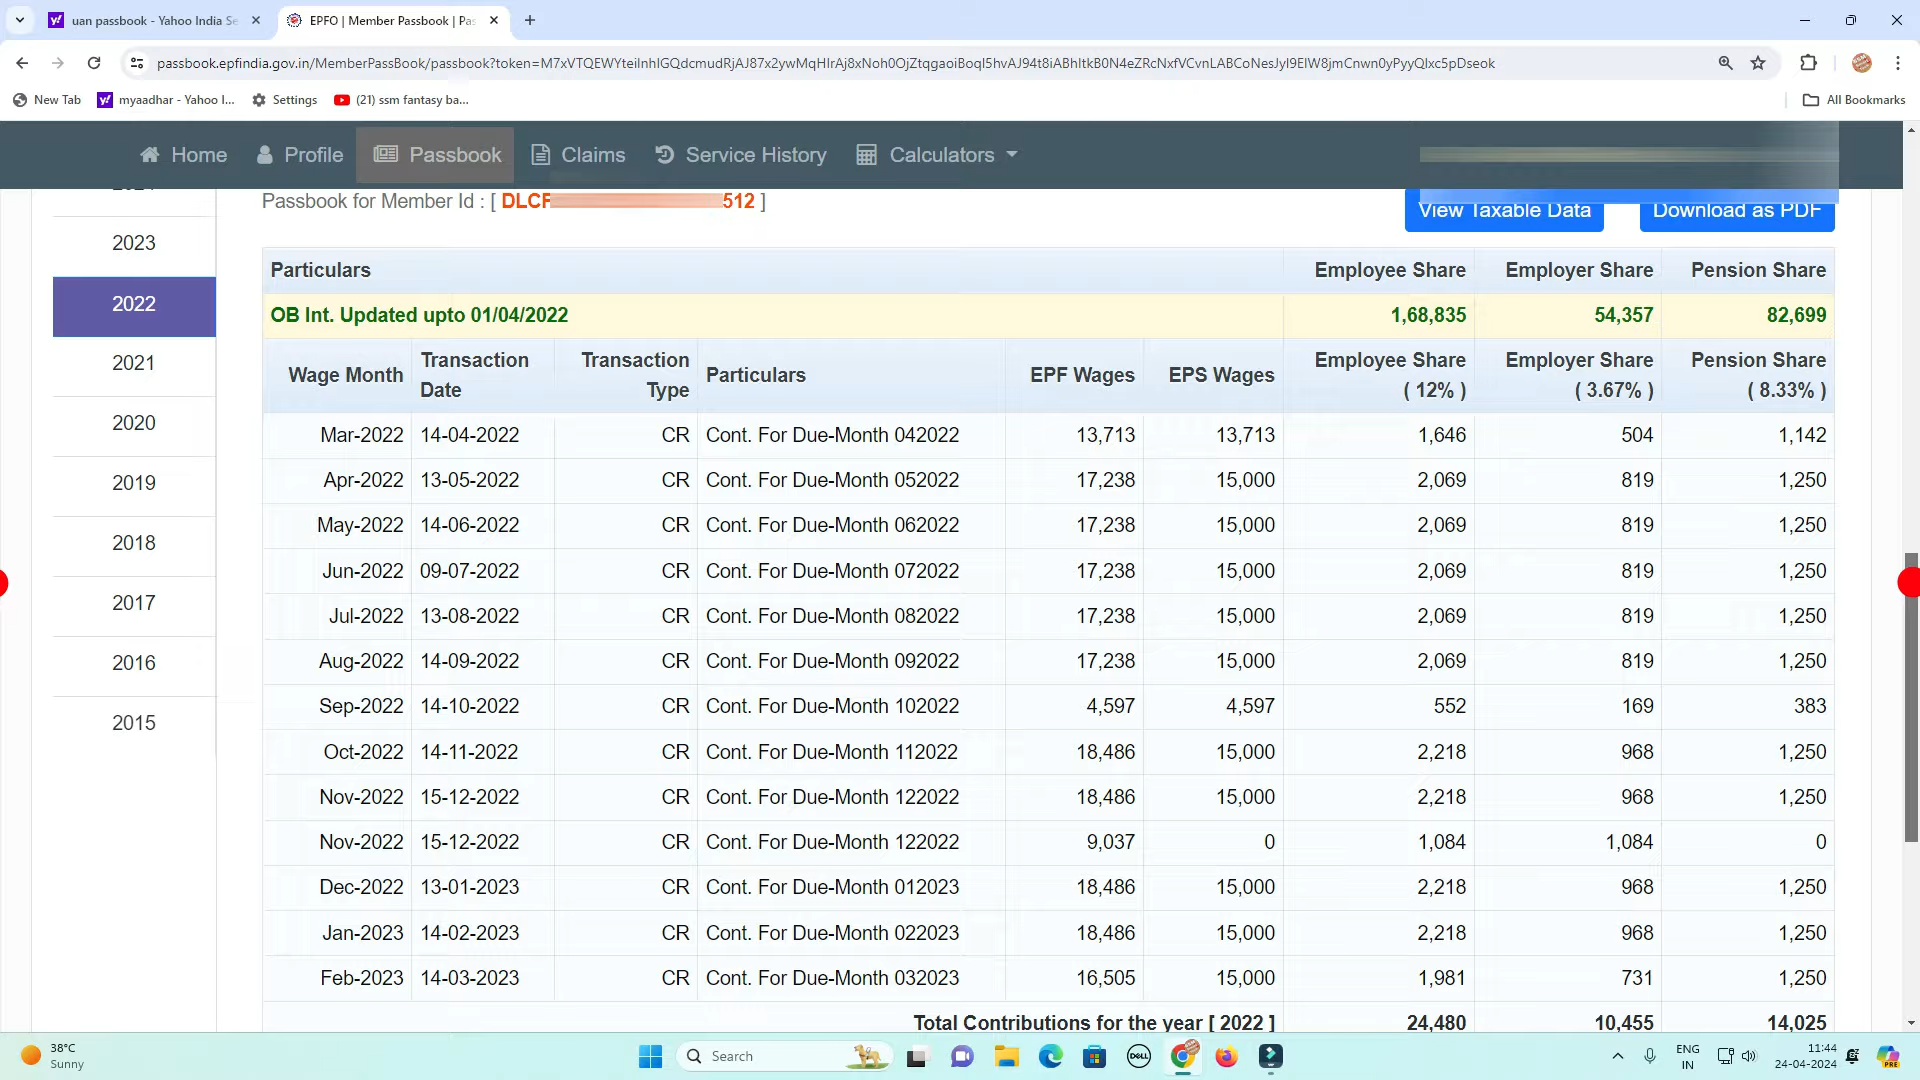 uan passbook - Yahoo India Se
EPFO | Member Passbook | Pas
passbook.epfindia.gov.in/MemberPassBook/passbook?token=M7xVTQEWYteiInhIGQdcmudRjAJ87x2ywMqHIrAj8xNoh0OjZtqgaoiBoqI5hvAJ94t8iABhItkB0N4eZRcNxfVCvnLABCoNesJyI9EIW8jmCnwn0yPyyQIxc5pDseok
New Tab myaadhar - Yahoo I... Settings (21) ssm fantasy ba... All Bookmarks
Home Profile Passbook Claims Service History Calculators
Passbook for Member Id : [ DLCP 512 ]
View Taxable Data Download as PDF
2023
2022
2021
2020
2019
2018
2017
2016
2015
Particulars Employee Share Employer Share Pension Share
OB Int. Updated upto 01/04/2022 1,68,835 54,357 82,699
Wage Month Transaction Date Transaction Type Particulars EPF Wages EPS Wages Employee Share ( 12% ) Employer Share ( 3.67% ) Pension Share ( 8.33% )
Mar-2022 14-04-2022 CR Cont. For Due-Month 042022 13,713 13,713 1,646 504 1,142
Apr-2022 13-05-2022 CR Cont. For Due-Month 052022 17,238 15,000 2,069 819 1,250
May-2022 14-06-2022 CR Cont. For Due-Month 062022 17,238 15,000 2,069 819 1,250
Jun-2022 09-07-2022 CR Cont. For Due-Month 072022 17,238 15,000 2,069 819 1,250
Jul-2022 13-08-2022 CR Cont. For Due-Month 082022 17,238 15,000 2,069 819 1,250
Aug-2022 14-09-2022 CR Cont. For Due-Month 092022 17,238 15,000 2,069 819 1,250
Sep-2022 14-10-2022 CR Cont. For Due-Month 102022 4,597 4,597 552 169 383
Oct-2022 14-11-2022 CR Cont. For Due-Month 112022 18,486 15,000 2,218 968 1,250
Nov-2022 15-12-2022 CR Cont. For Due-Month 122022 18,486 15,000 2,218 968 1,250
Nov-2022 15-12-2022 CR Cont. For Due-Month 122022 9,037 0 1,084 1,084 0
Dec-2022 13-01-2023 CR Cont. For Due-Month 012023 18,486 15,000 2,218 968 1,250
Jan-2023 14-02-2023 CR Cont. For Due-Month 022023 18,486 15,000 2,218 968 1,250
Feb-2023 14-03-2023 CR Cont. For Due-Month 032023 16,505 15,000 1,981 731 1,250
Total Contributions for the year [ 2022 ] 24,480 10,455 14,025
38°C
Sunny
Search
DELL
ENG
IN
11:44
24-04-2024
PRE